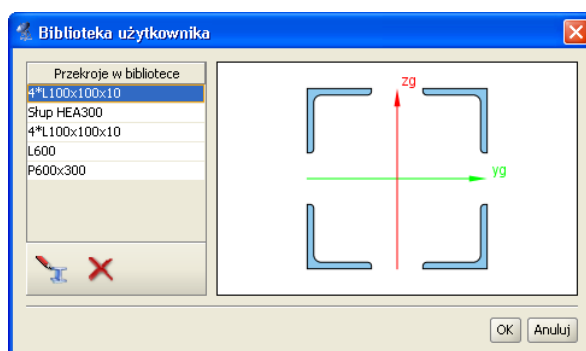 Biblioteka użytkownika
Przekroje w bibliotece
4*L100x100x10
Słup HEA300
4*L100x100x10
L600
P600x300
zg
yg
OK
Anuluj